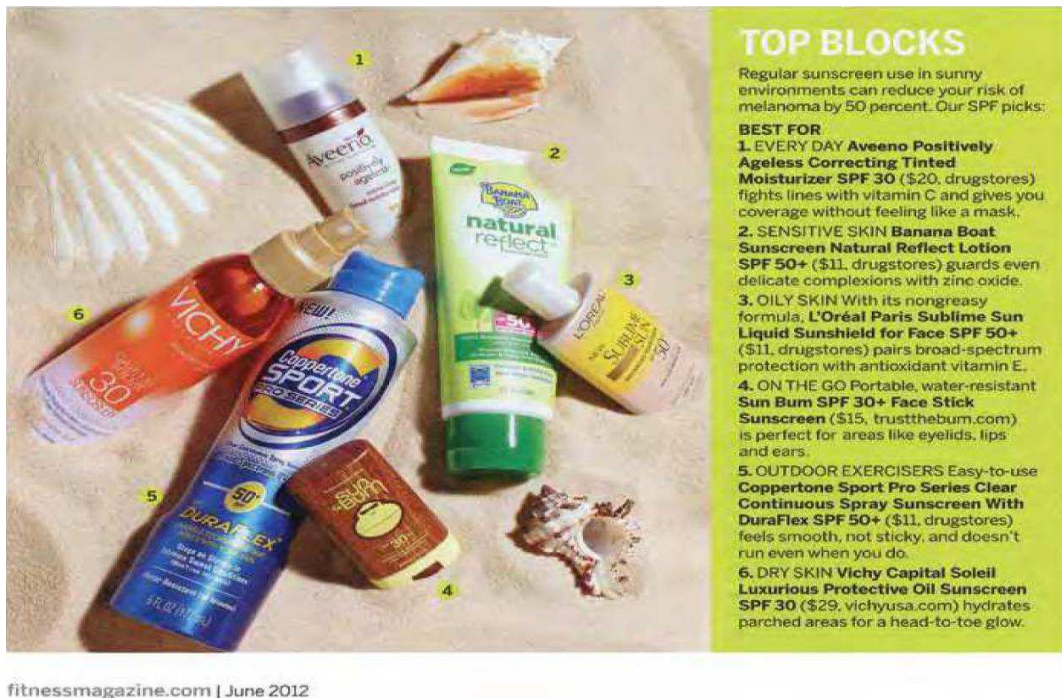 TOP BLOCKS
Regular sunscreen use in sunny
environments can reduce your risk of
melanoma by 50 percent. Our SPF picks:
BEST FOR
1. EVERY DAY Aveeno Positively
Ageless Correcting Tinted
Moisturizer SPF 30 ($20, drugstores)
fights lines with vitamin C and gives you
coverage without feeling like a mask.
2. SENSITIVE SKIN Banana Boat
Sunscreen Natural Reflect Lotion
SPF 50+ ($11, drugstores) guards even
delicate complexions with zinc oxide.
3. OILY SKIN With its nongreasy
formula, L'Oréal Paris Sublime Sun
Liquid Sunshield for Face SPF 50+
($11, drugstores) pairs broad-spectrum
protection with antioxidant vitamin E.
4. ON THE GO Portable, water-resistant
Sun Bum SPF 30+ Face Stick
Sunscreen ($15, trustthebum.com)
is perfect for areas like eyelids, lips
and ears.
5. OUTDOOR EXERCISERS Easy-to-use
Coppertone Sport Pro Series Clear
Continuous Spray Sunscreen With
DuraFlex SPF 50+ ($11, drugstores)
feels smooth, not sticky, and doesn't
run even when you do.
6. DRY SKIN Vichy Capital Soleil
Luxurious Protective Oil Sunscreen
SPF 30 ($29, vichyusa.com) hydrates
parched areas for a head-to-toe glow.
1
Aveeno
positively
ageless
2
BANANA
BOAT
natural
reflect
50
3
L'ORÉAL
SUBLIME
SUN
50
6
VICHY
30
NEW!
Coppertone
SPORT
PRO SERIES
5
50+
DURAFLEX
sun
bum
30+
4
fitnessmagazine.com | June 2012